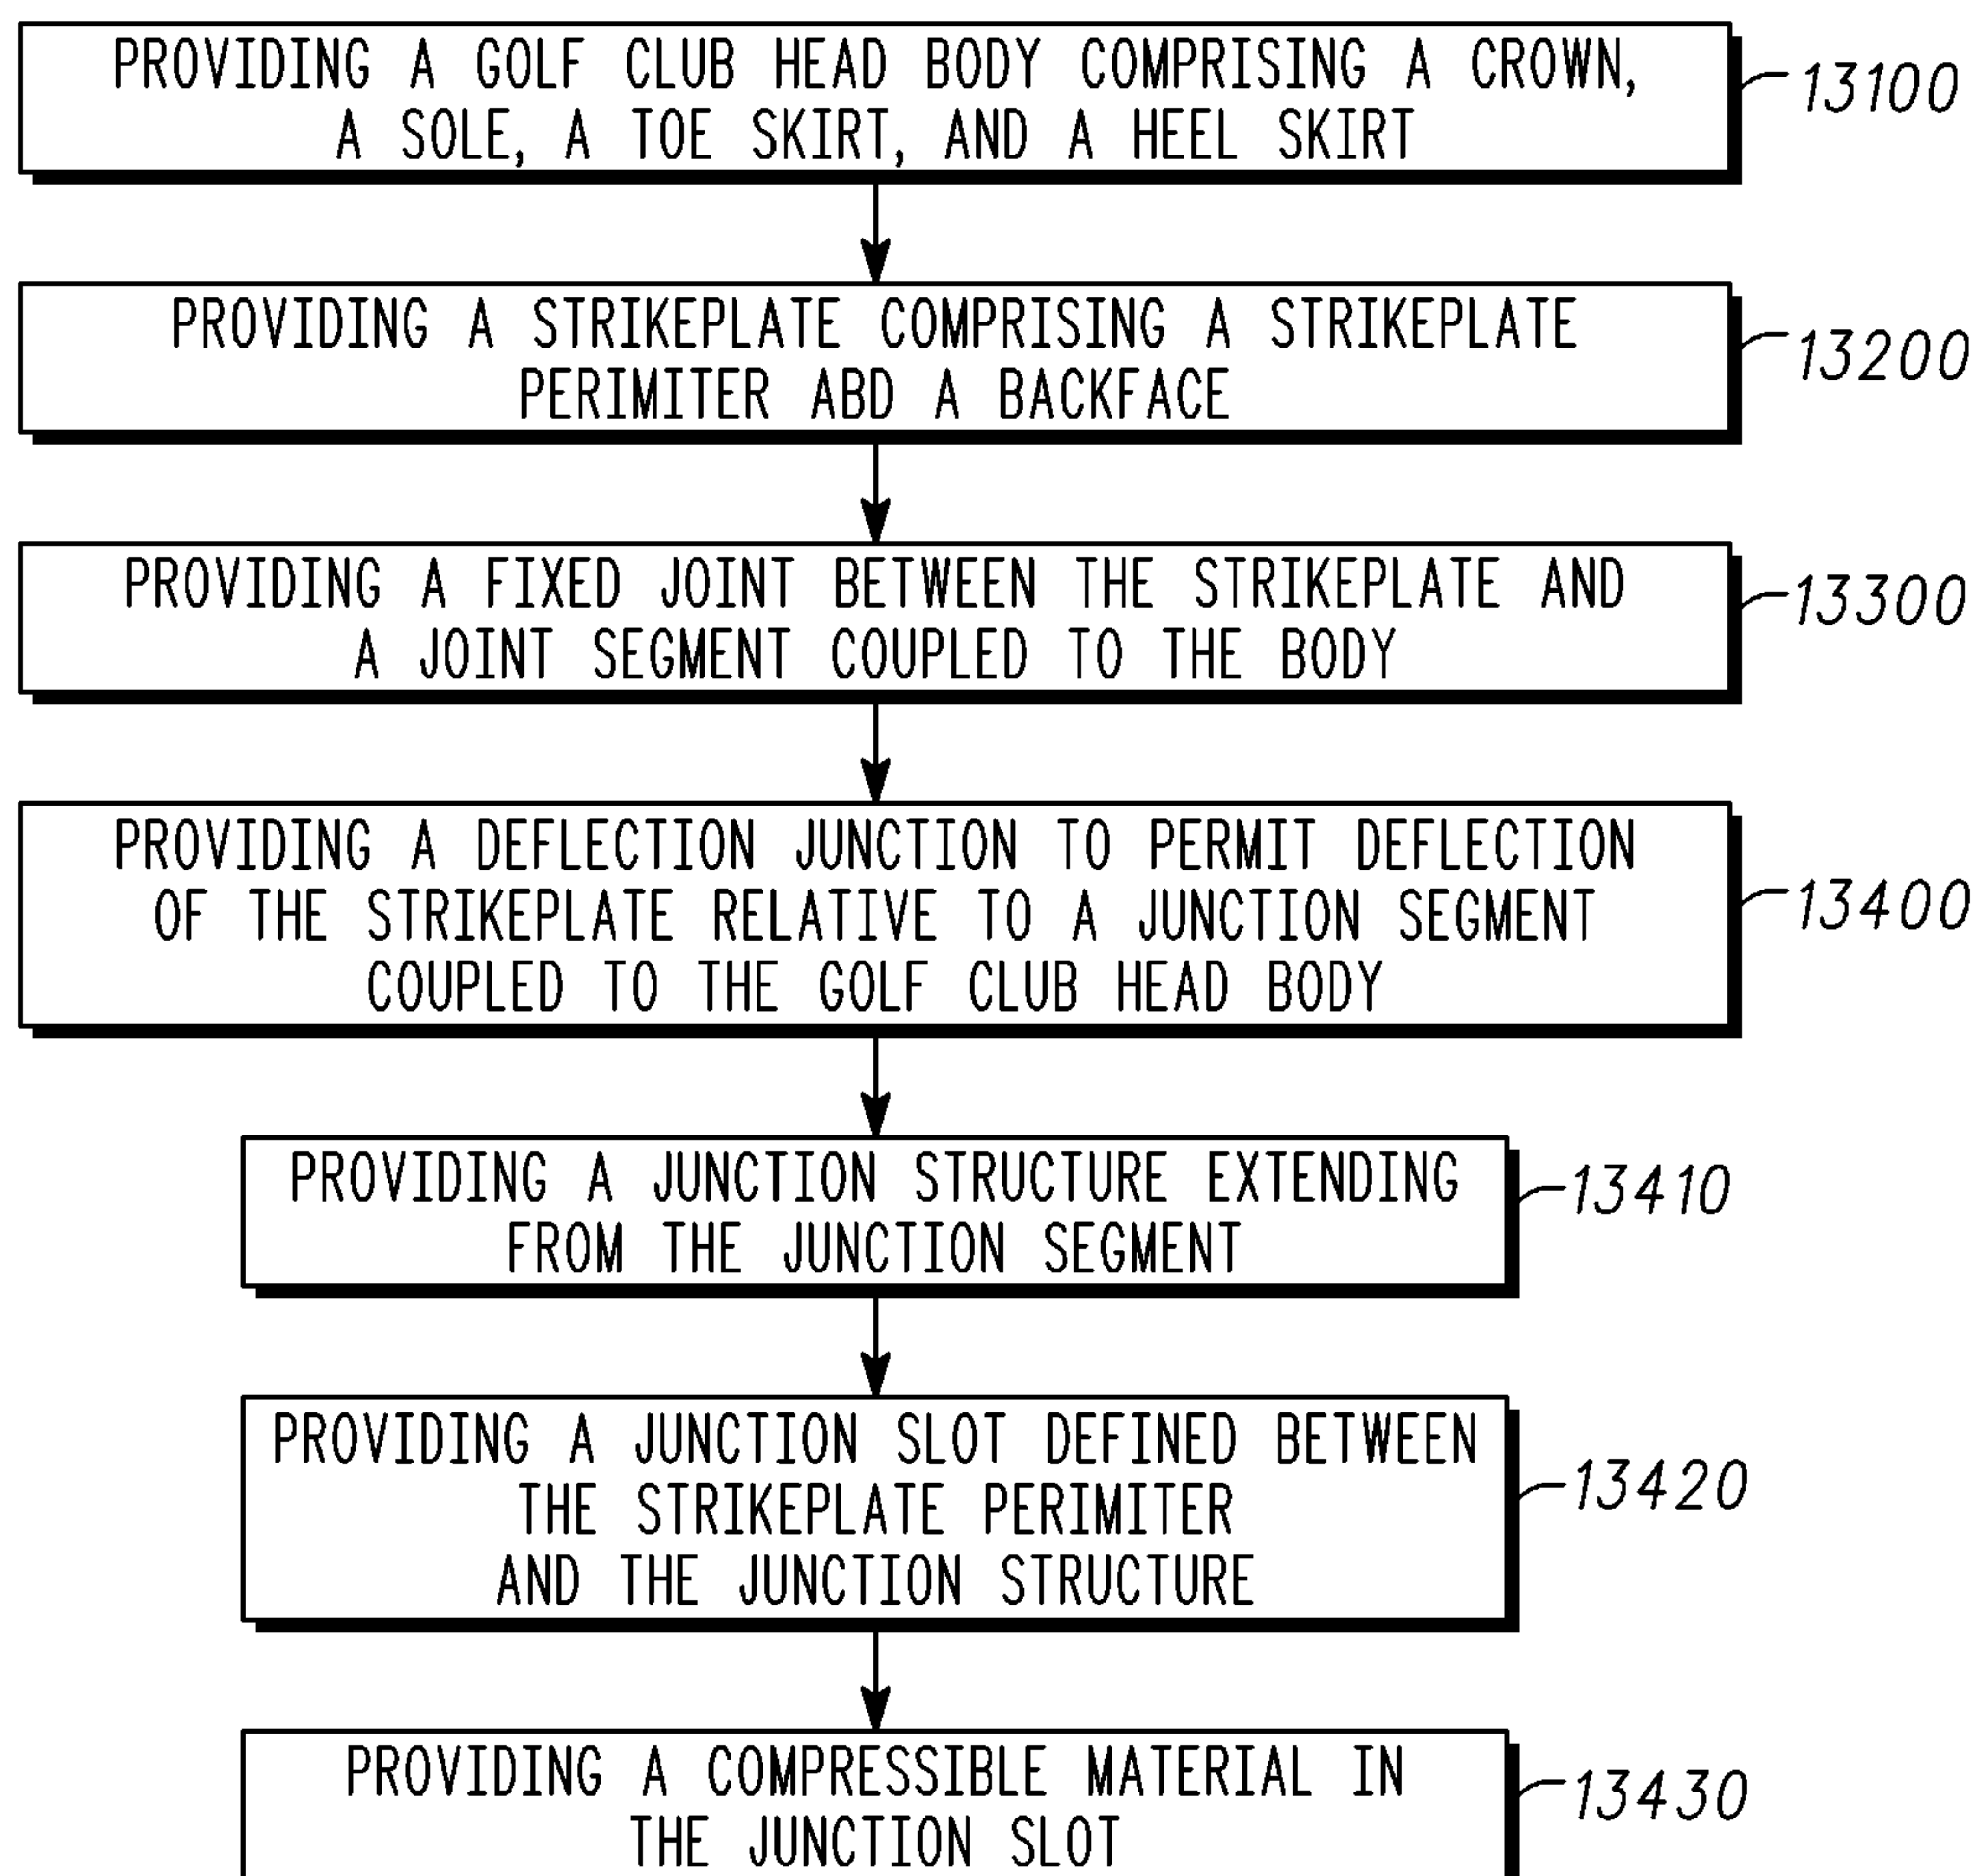 PROVIDING A GOLF CLUB HEAD BODY COMPRISING A CROWN,
A SOLE, A TOE SKIRT, AND A HEEL SKIRT
13100
PROVIDING A STRIKEPLATE COMPRISING A STRIKEPLATE
PERIMITER ABD A BACKFACE
13200
PROVIDING A FIXED JOINT BETWEEN THE STRIKEPLATE AND
A JOINT SEGMENT COUPLED TO THE BODY
13300
PROVIDING A DEFLECTION JUNCTION TO PERMIT DEFLECTION
OF THE STRIKEPLATE RELATIVE TO A JUNCTION SEGMENT
COUPLED TO THE GOLF CLUB HEAD BODY
13400
PROVIDING A JUNCTION STRUCTURE EXTENDING
FROM THE JUNCTION SEGMENT
13410
PROVIDING A JUNCTION SLOT DEFINED BETWEEN
THE STRIKEPLATE PERIMITER
AND THE JUNCTION STRUCTURE
13420
PROVIDING A COMPRESSIBLE MATERIAL IN
THE JUNCTION SLOT
13430